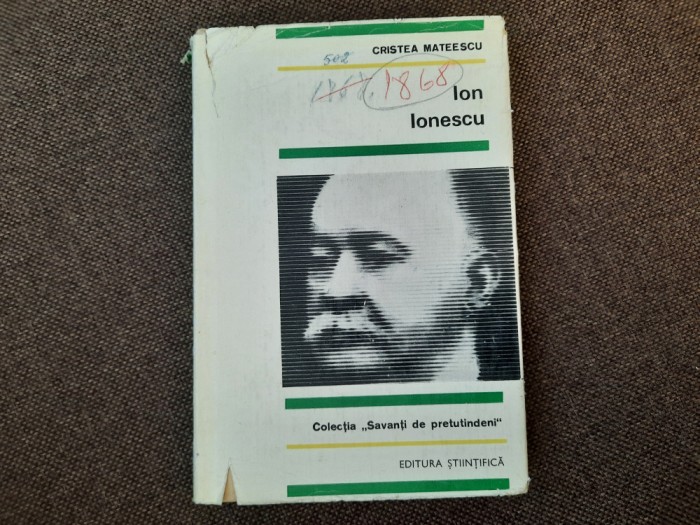 CRISTEA MATEESCU
502
1868
Ion
Ionescu
Colecția „Savanți de pretutindeni“
EDITURA ȘTIINȚIFICĂ